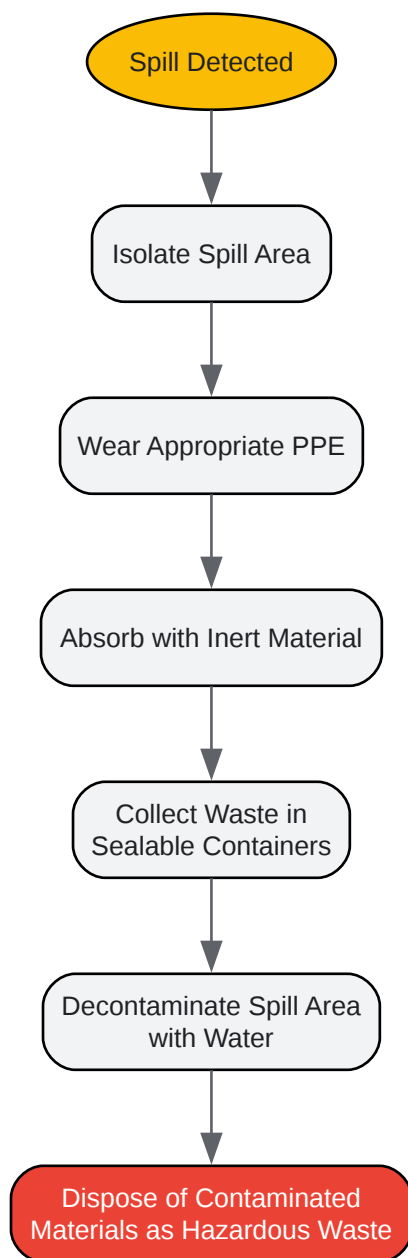 Spill Detected
Isolate Spill Area
Wear Appropriate PPE
Absorb with Inert Material
Collect Waste in
Sealable Containers
Decontaminate Spill Area
with Water
Dispose of Contaminated
Materials as Hazardous Waste